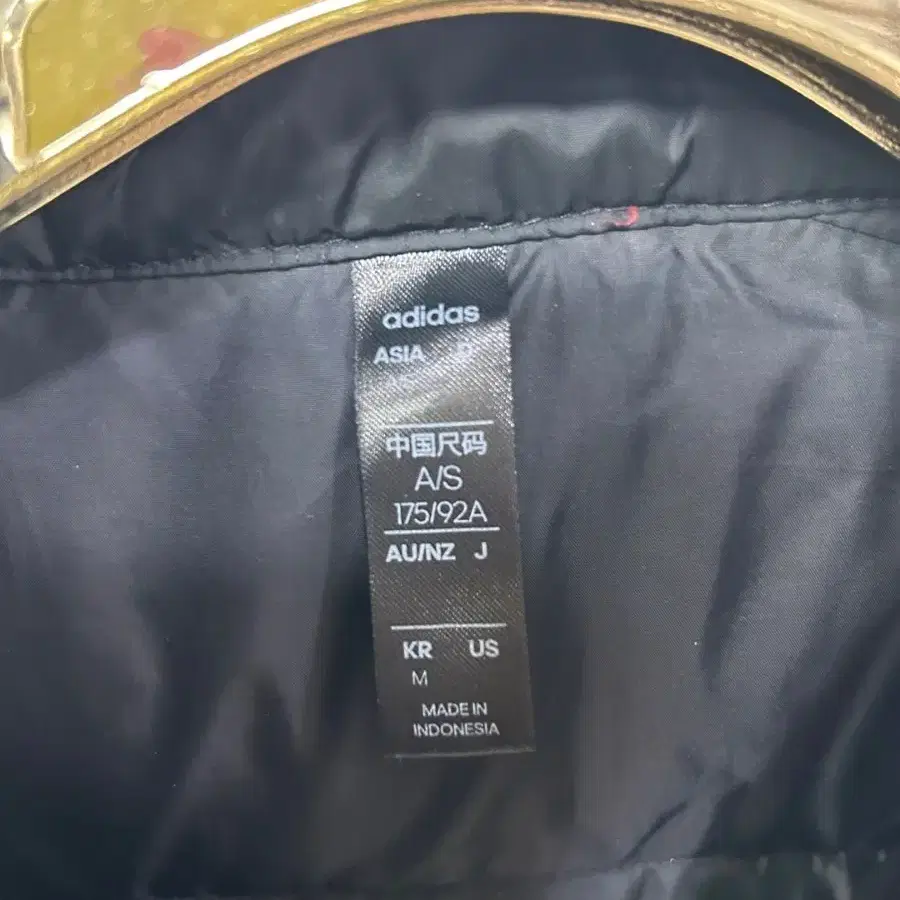 adidas
ASIA D
A/S
中国尺码
A/S
175/92A
AU/NZ J
KR US
M
MADE IN
INDONESIA